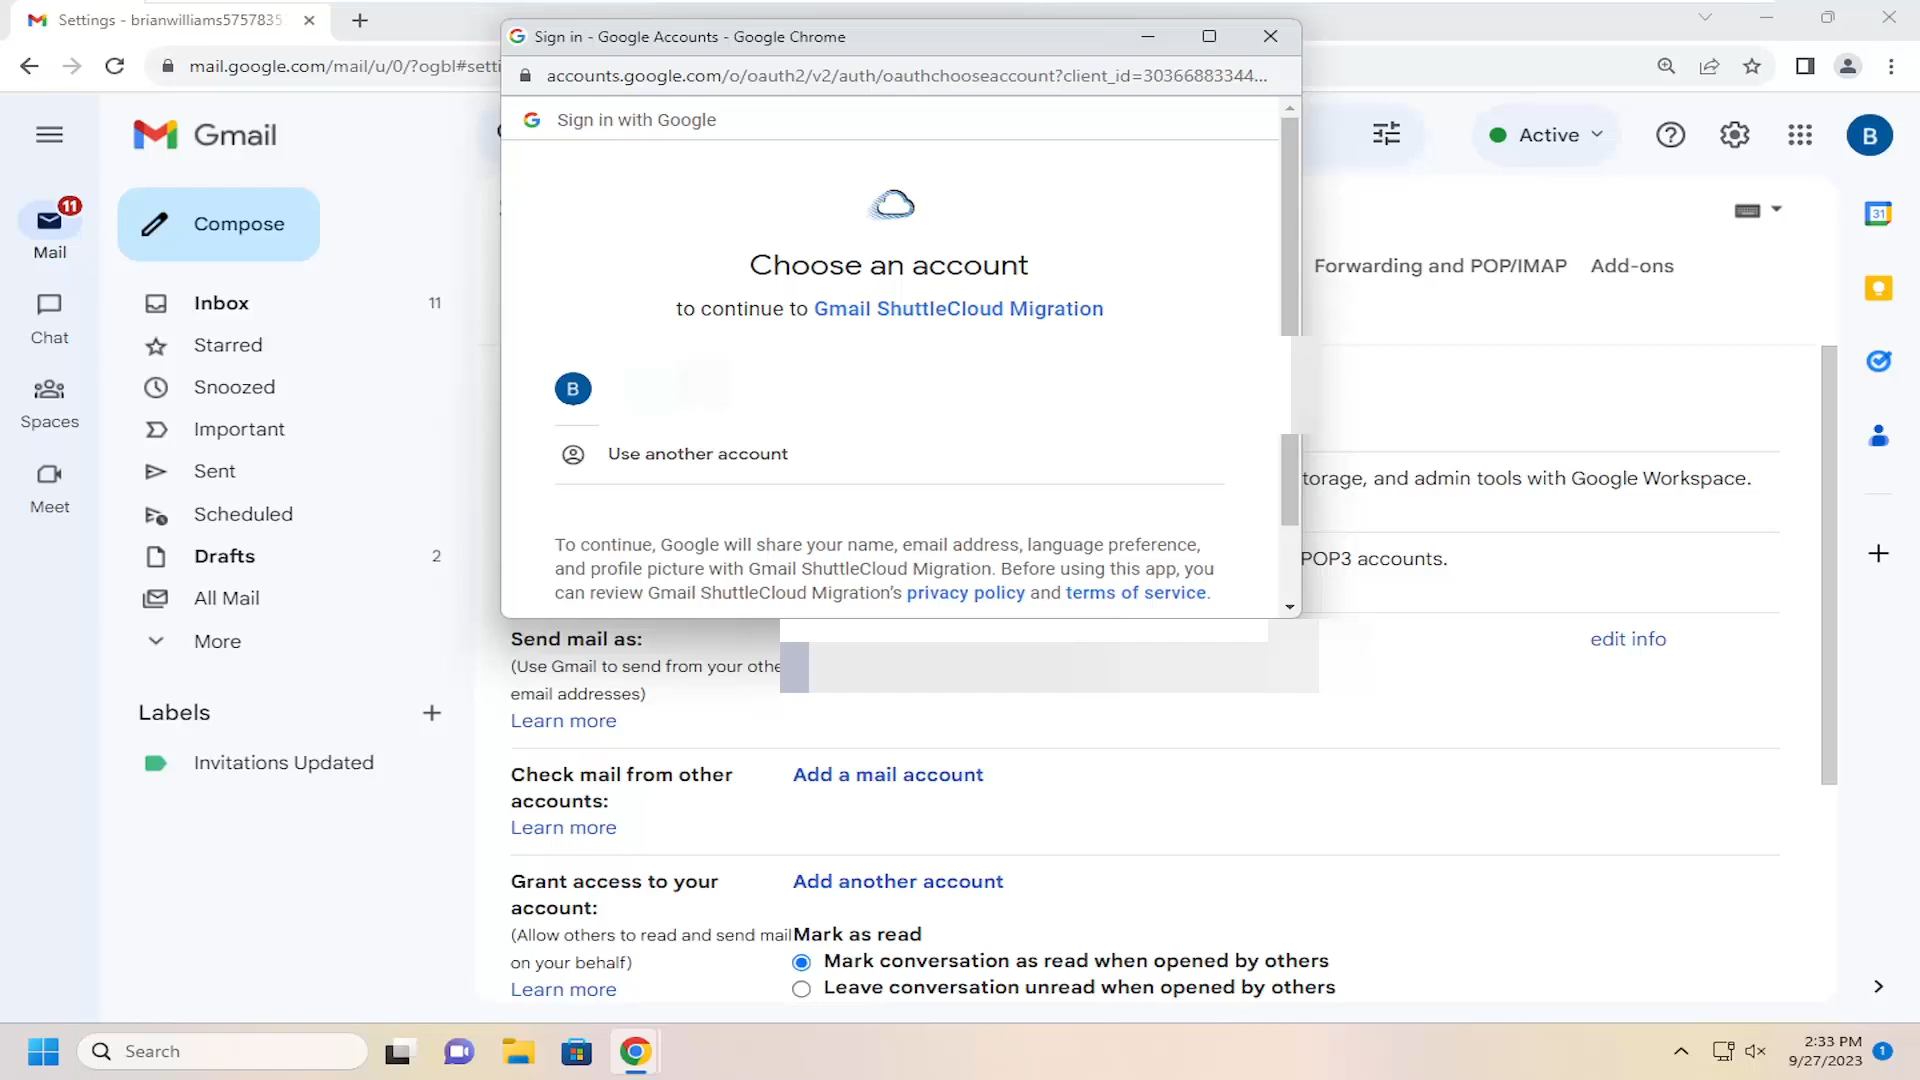 Settings - brianwilliams5757835
Sign in - Google Accounts - Google Chrome
mail.google.com/mail/u/0/?ogbl#setti
accounts.google.com/o/oauth2/v2/auth/oauthchooseaccount?client_id=30366883344...
Sign in with Google
Gmail
Active
B
11
Mail
Compose
Chat
Spaces
Meet
Inbox 11
Starred
Snoozed
Important
Sent
Scheduled
Drafts 2
All Mail
More
Labels
Invitations Updated
Choose an account
to continue to Gmail ShuttleCloud Migration
B
Use another account
To continue, Google will share your name, email address, language preference,
and profile picture with Gmail ShuttleCloud Migration. Before using this app, you
can review Gmail ShuttleCloud Migration's privacy policy and terms of service.
Forwarding and POP/IMAP Add-ons
31
torage, and admin tools with Google Workspace.
POP3 accounts.
Send mail as:
(Use Gmail to send from your othe
email addresses)
Learn more
edit info
Check mail from other
accounts:
Learn more
Add a mail account
Grant access to your
account:
(Allow others to read and send mail
on your behalf)
Learn more
Add another account
Mark as read
Mark conversation as read when opened by others
Leave conversation unread when opened by others
Search
2:33 PM
9/27/2023
1